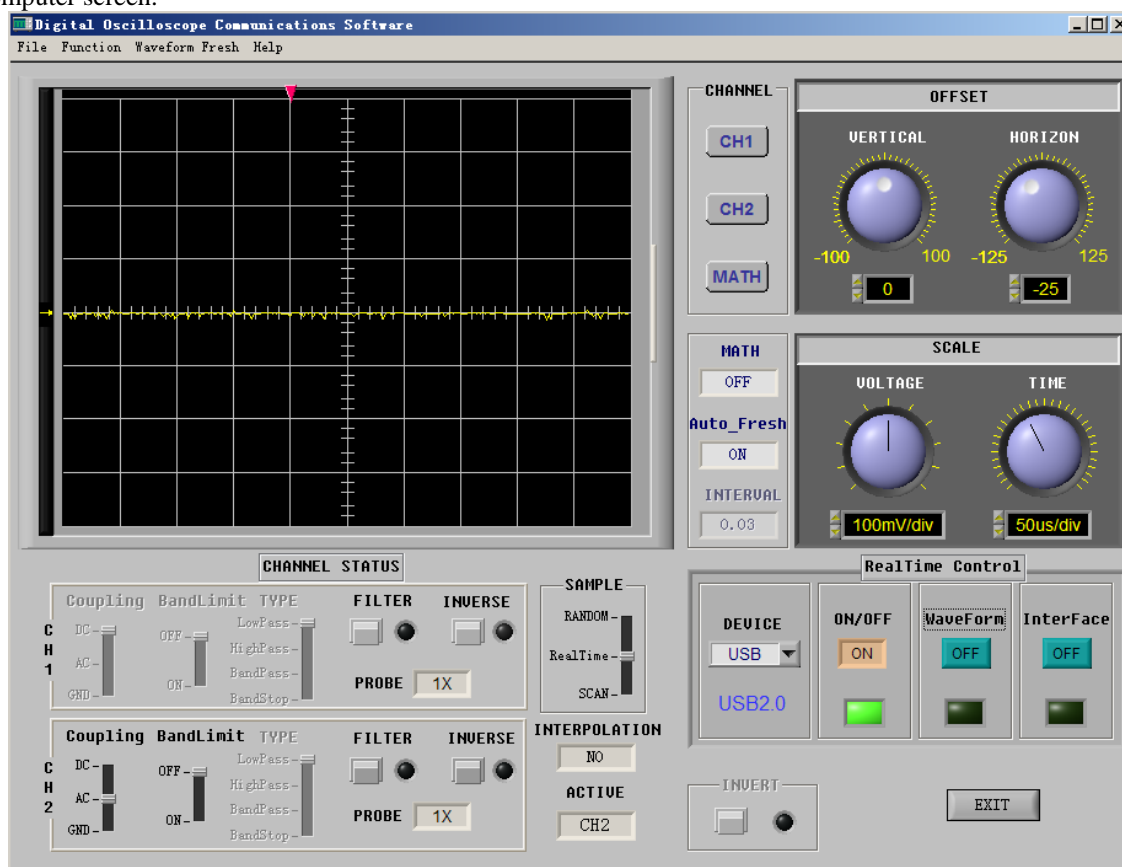 computer screen.
Digital Oscilloscope Communications Software
File Function Waveform Fresh Help
CHANNEL
CH1
CH2
MATH
OFFSET
VERTICAL
-100 100
0
HORIZON
-125 125
-25
MATH
OFF
Auto_Fresh
ON
INTERVAL
0.03
SCALE
VOLTAGE
100mV/div
TIME
50us/div
CHANNEL STATUS
CH1
Coupling
DC
AC
GND
BandLimit
OFF
ON
TYPE
LowPass
HighPass
BandPass
BandStop
FILTER
INVERSE
PROBE 1X
CH2
Coupling
DC
AC
GND
BandLimit
OFF
ON
TYPE
LowPass
HighPass
BandPass
BandStop
FILTER
INVERSE
PROBE 1X
SAMPLE
RANDOM
RealTime
SCAN
INTERPOLATION
NO
ACTIVE
CH2
RealTime Control
DEVICE
USB
USB2.0
ON/OFF
ON
WaveForm
OFF
InterFace
OFF
INVERT
EXIT